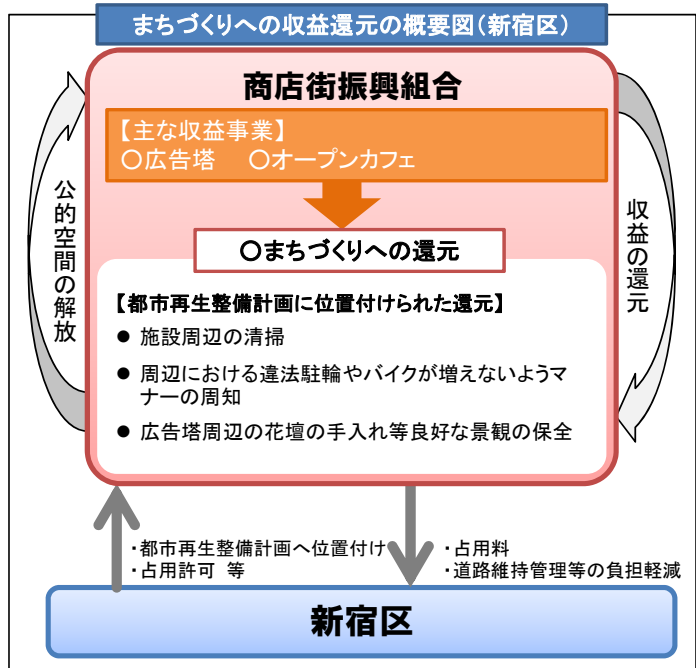 まちづくりへの収益還元の概要図（新宿区）
商店街振興組合
【主な収益事業】
○広告塔　○オープンカフェ
公的空間の解放
収益の還元
○まちづくりへの還元
【都市再生整備計画に位置付けられた還元】
● 施設周辺の清掃
● 周辺における違法駐輪やバイクが増えないようマ
ナーの周知
● 広告塔周辺の花壇の手入れ等良好な景観の保全
・都市再生整備計画へ位置付け
・占用許可 等
・占用料
・道路維持管理等の負担軽減
新宿区